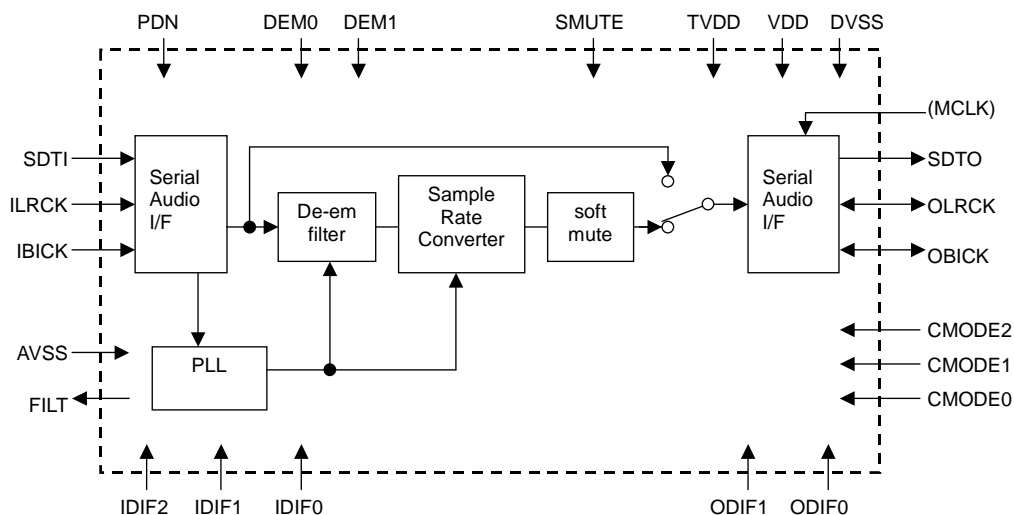 PDN
DEM0
DEM1
SMUTE
TVDD
VDD
DVSS
(MCLK)
SDTI
ILRCK
IBICK
Serial
Audio
I/F
De-em
filter
Sample
Rate
Converter
soft
mute
Serial
Audio
I/F
SDTO
OLRCK
OBICK
AVSS
FILT
PLL
CMODE2
CMODE1
CMODE0
IDIF2
IDIF1
IDIF0
ODIF1
ODIF0